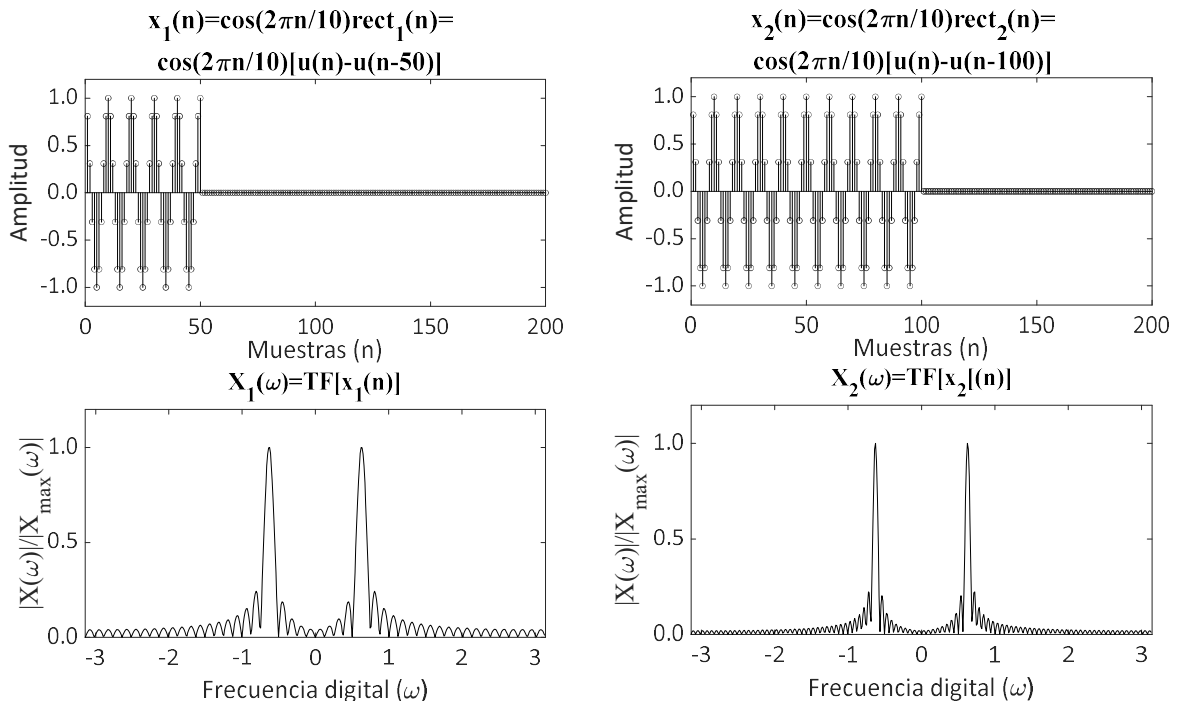 x1(n)=cos(2πn/10)rect1(n)=
cos(2πn/10)[u(n)-u(n-50)]
1.0
0.5
0.0
-0.5
-1.0
Amplitud
0
50
100
150
200
Muestras (n)
x2(n)=cos(2πn/10)rect2(n)=
cos(2πn/10)[u(n)-u(n-100)]
1.0
0.5
0.0
-0.5
-1.0
Amplitud
0
50
100
150
200
Muestras (n)
X1(ω)=TF[x1(n)]
1.0
0.5
0.0
|X(ω)|/|Xmax(ω)|
-3
-2
-1
0
1
2
3
Frecuencia digital (ω)
X2(ω)=TF[x2[(n)]
1.0
0.5
0.0
|X(ω)|/|Xmax(ω)|
-3
-2
-1
0
1
2
3
Frecuencia digital (ω)